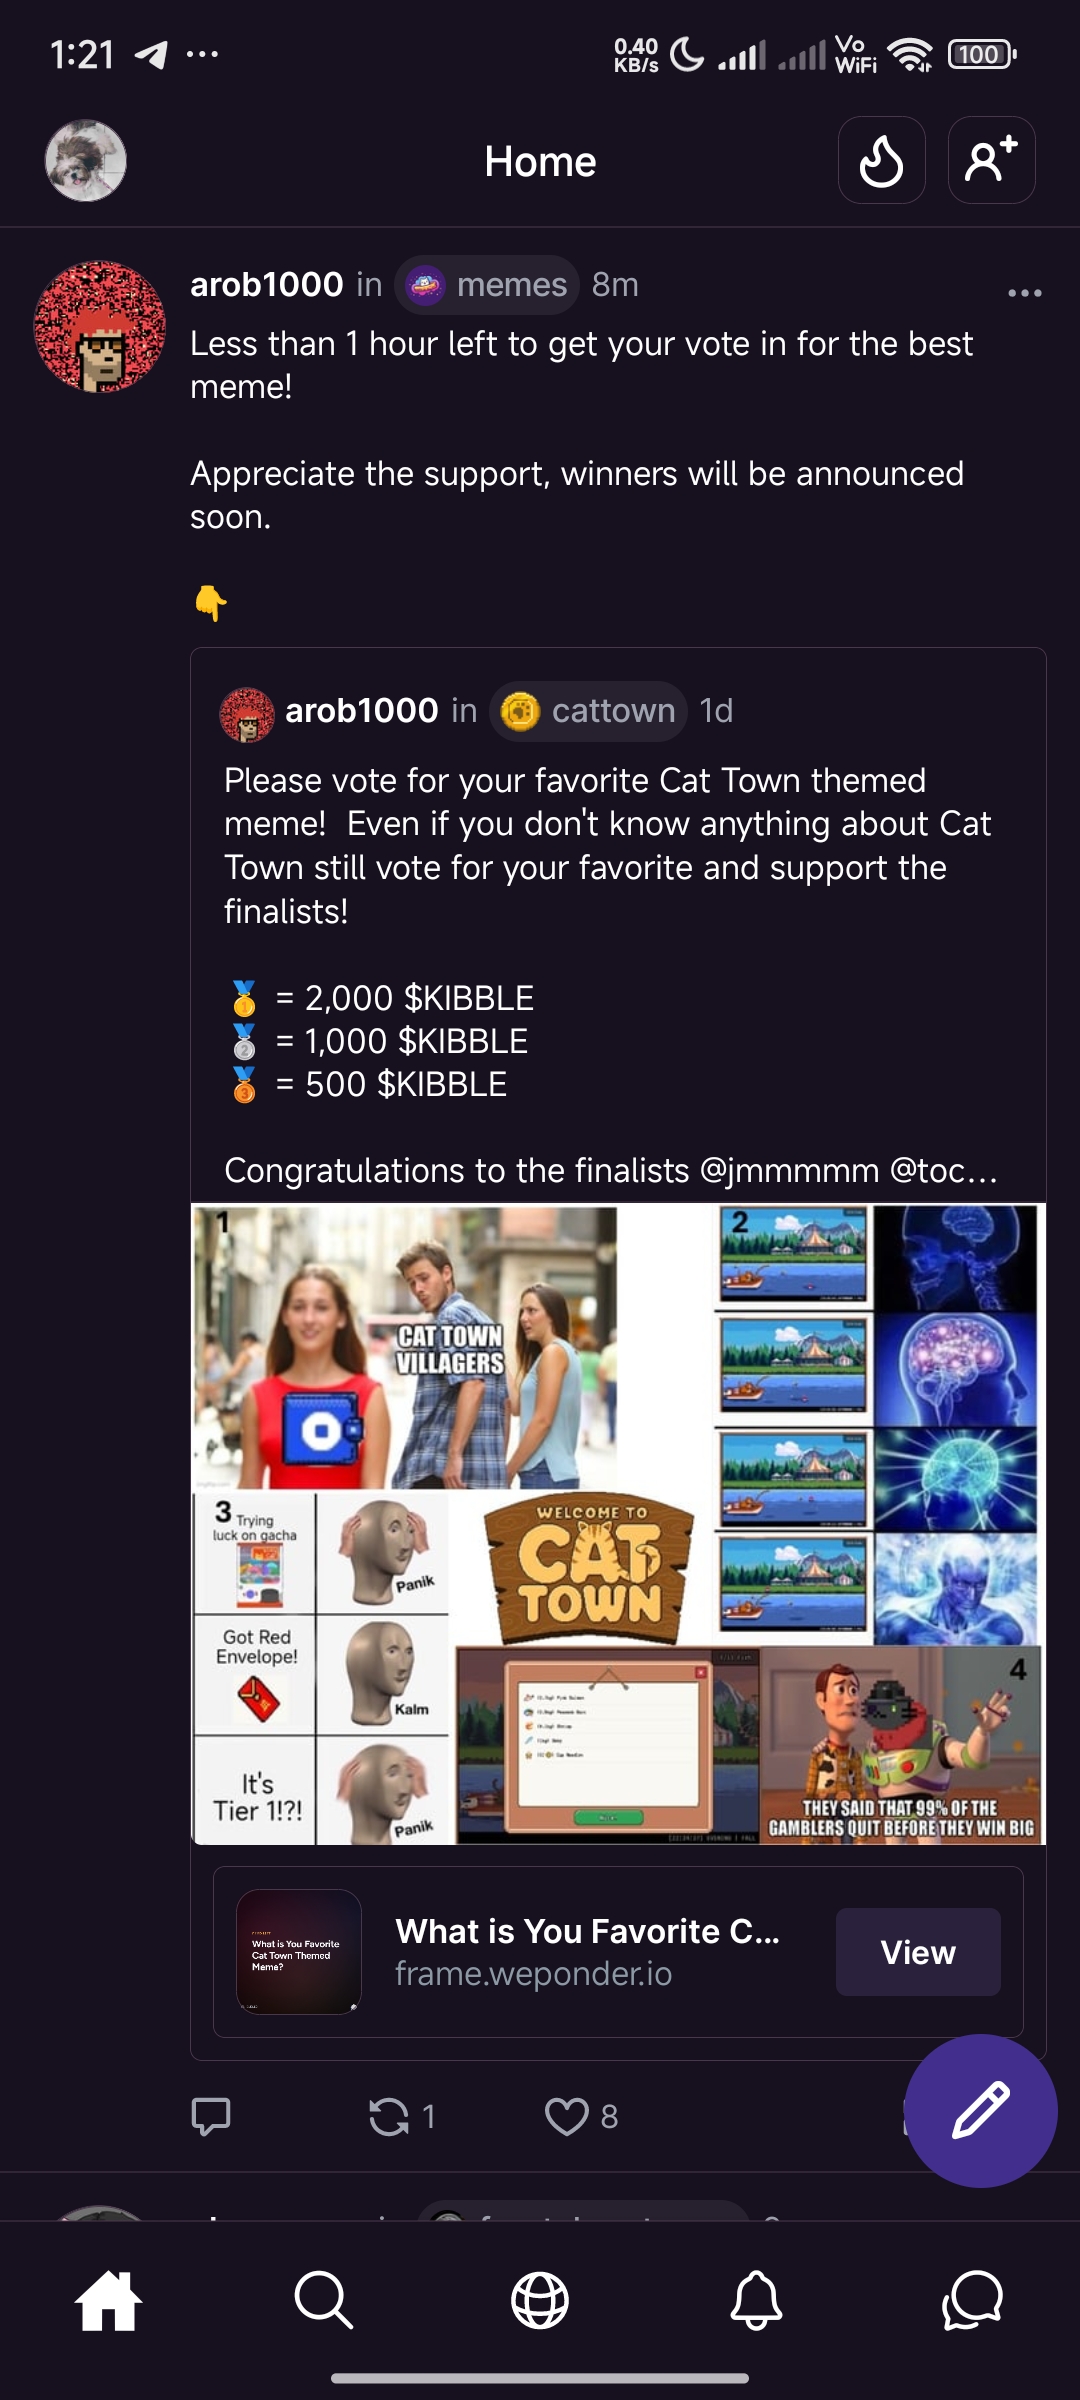 1:21
0.40
KB/s
Vo
WiFi
100
Home
arob1000 in memes 8m
Less than 1 hour left to get your vote in for the best
meme!
Appreciate the support, winners will be announced
soon.
👇
arob1000 in cattown 1d
Please vote for your favorite Cat Town themed
meme!  Even if you don't know anything about Cat
Town still vote for your favorite and support the
finalists!
🥇 = 2,000 $KIBBLE
🥈 = 1,000 $KIBBLE
🥉 = 500 $KIBBLE
Congratulations to the finalists @jmmmmm @toc...
1
CAT TOWN
VILLAGERS
2
3 Trying
luck on gacha
Panik
Got Red
Envelope!
Kalm
It's
Tier 1!?!
Panik
WELCOME TO
CAT
TOWN
4
THEY SAID THAT 99% OF THE
GAMBLERS QUIT BEFORE THEY WIN BIG
What is You Favorite
Cat Town Themed
Meme?
What is You Favorite C...
frame.weponder.io
View
1
8